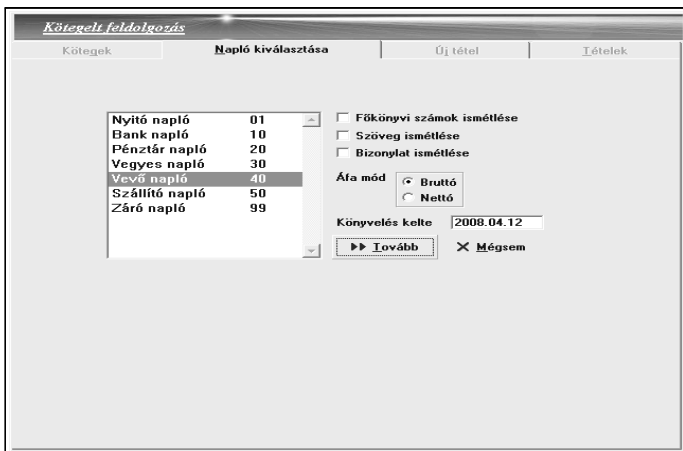 Kötegelt feldolgozás
Kötegek Napló kiválasztása Új tétel Tételek
Nyitó napló 01
Bank napló 10
Pénztár napló 20
Vegyes napló 30
Vevő napló 40
Szállító napló 50
Záró napló 99
Főkönyvi számok ismétlése
Szöveg ismétlése
Bizonylat ismétlése
Áfa mód
Bruttó
Nettó
Könyvelés kelte 2008.04.12
Tovább Mégsem